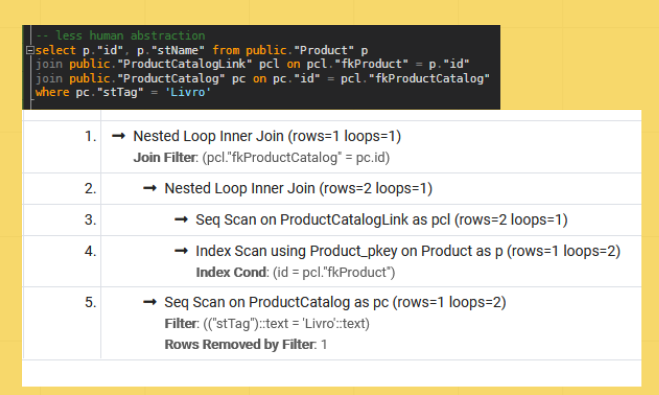 -- less human abstraction
select p."id", p."stName" from public."Product" p
join public."ProductCatalogLink" pcl on pcl."fkProduct" = p."id"
join public."ProductCatalog" pc on pc."id" = pcl."fkProductCatalog"
where pc."stTag" = 'Livro'
1. → Nested Loop Inner Join (rows=1 loops=1)
Join Filter: (pcl."fkProductCatalog" = pc.id)
2. → Nested Loop Inner Join (rows=2 loops=1)
3. → Seq Scan on ProductCatalogLink as pcl (rows=2 loops=1)
4. → Index Scan using Product_pkey on Product as p (rows=1 loops=2)
Index Cond: (id = pcl."fkProduct")
5. → Seq Scan on ProductCatalog as pc (rows=1 loops=2)
Filter: (("stTag")::text = 'Livro'::text)
Rows Removed by Filter: 1